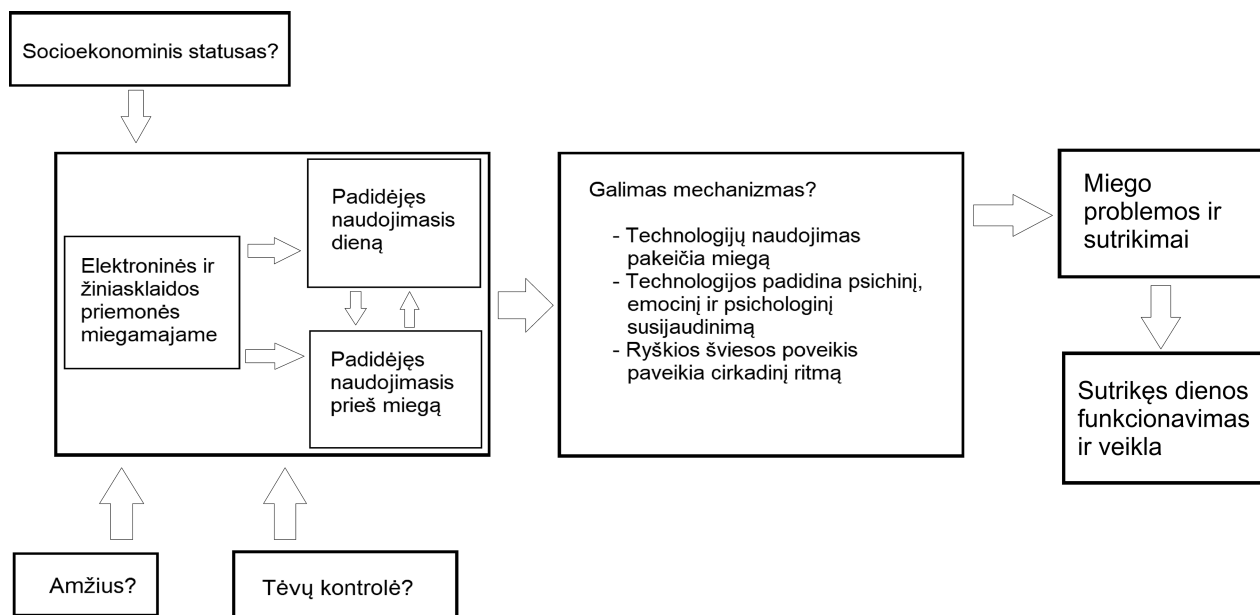 Socioekonominis statusas?
Elektroninės ir
žiniasklaidos
priemonės
miegamajame
Padidėjęs
naudojimasis
dieną
Padidėjęs
naudojimasis
prieš miegą
Galimas mechanizmas?
- Technologijų naudojimas
pakeičia miegą
- Technologijos padidina psichinį,
emocinį ir psichologinį
susijaudinimą
- Ryškios šviesos poveikis
paveikia cirkadinį ritmą
Miego
problemos ir
sutrikimai
Sutrikęs dienos
funkcionavimas
ir veikla
Amžius?
Tėvų kontrolė?